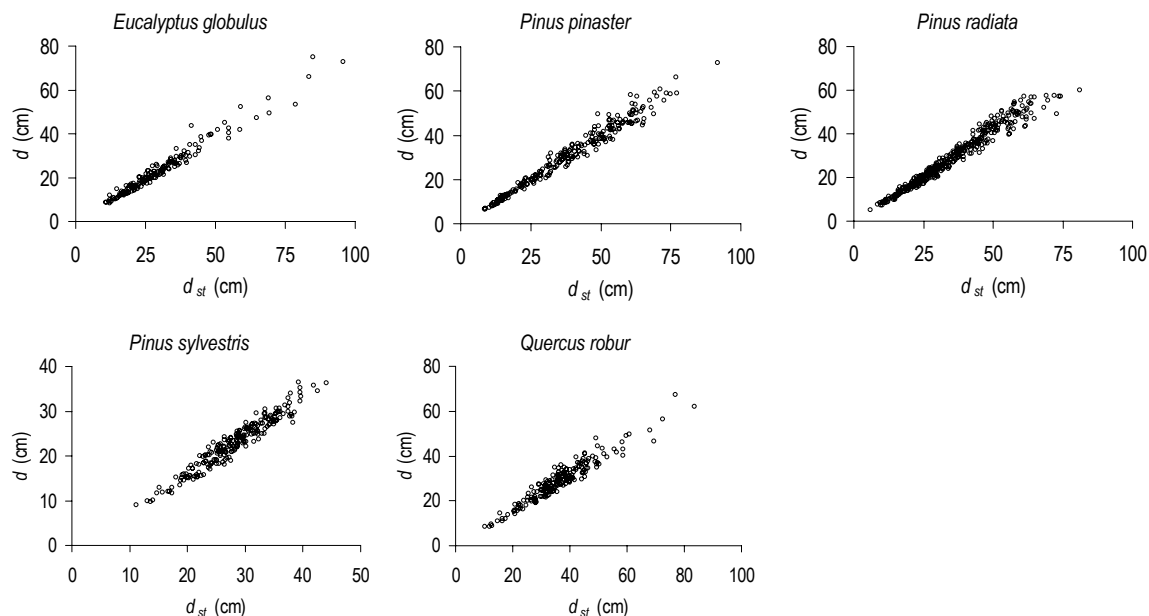 Eucalyptus globulus
80
60
40
20
0
d (cm)
0 25 50 75 100
d st (cm)
Pinus pinaster
80
60
40
20
0
d (cm)
0 25 50 75 100
d st (cm)
Pinus radiata
80
60
40
20
0
d (cm)
0 25 50 75 100
d st (cm)
Pinus sylvestris
40
30
20
10
0
d (cm)
0 10 20 30 40 50
d st (cm)
Quercus robur
80
60
40
20
0
d (cm)
0 20 40 60 80 100
d st (cm)